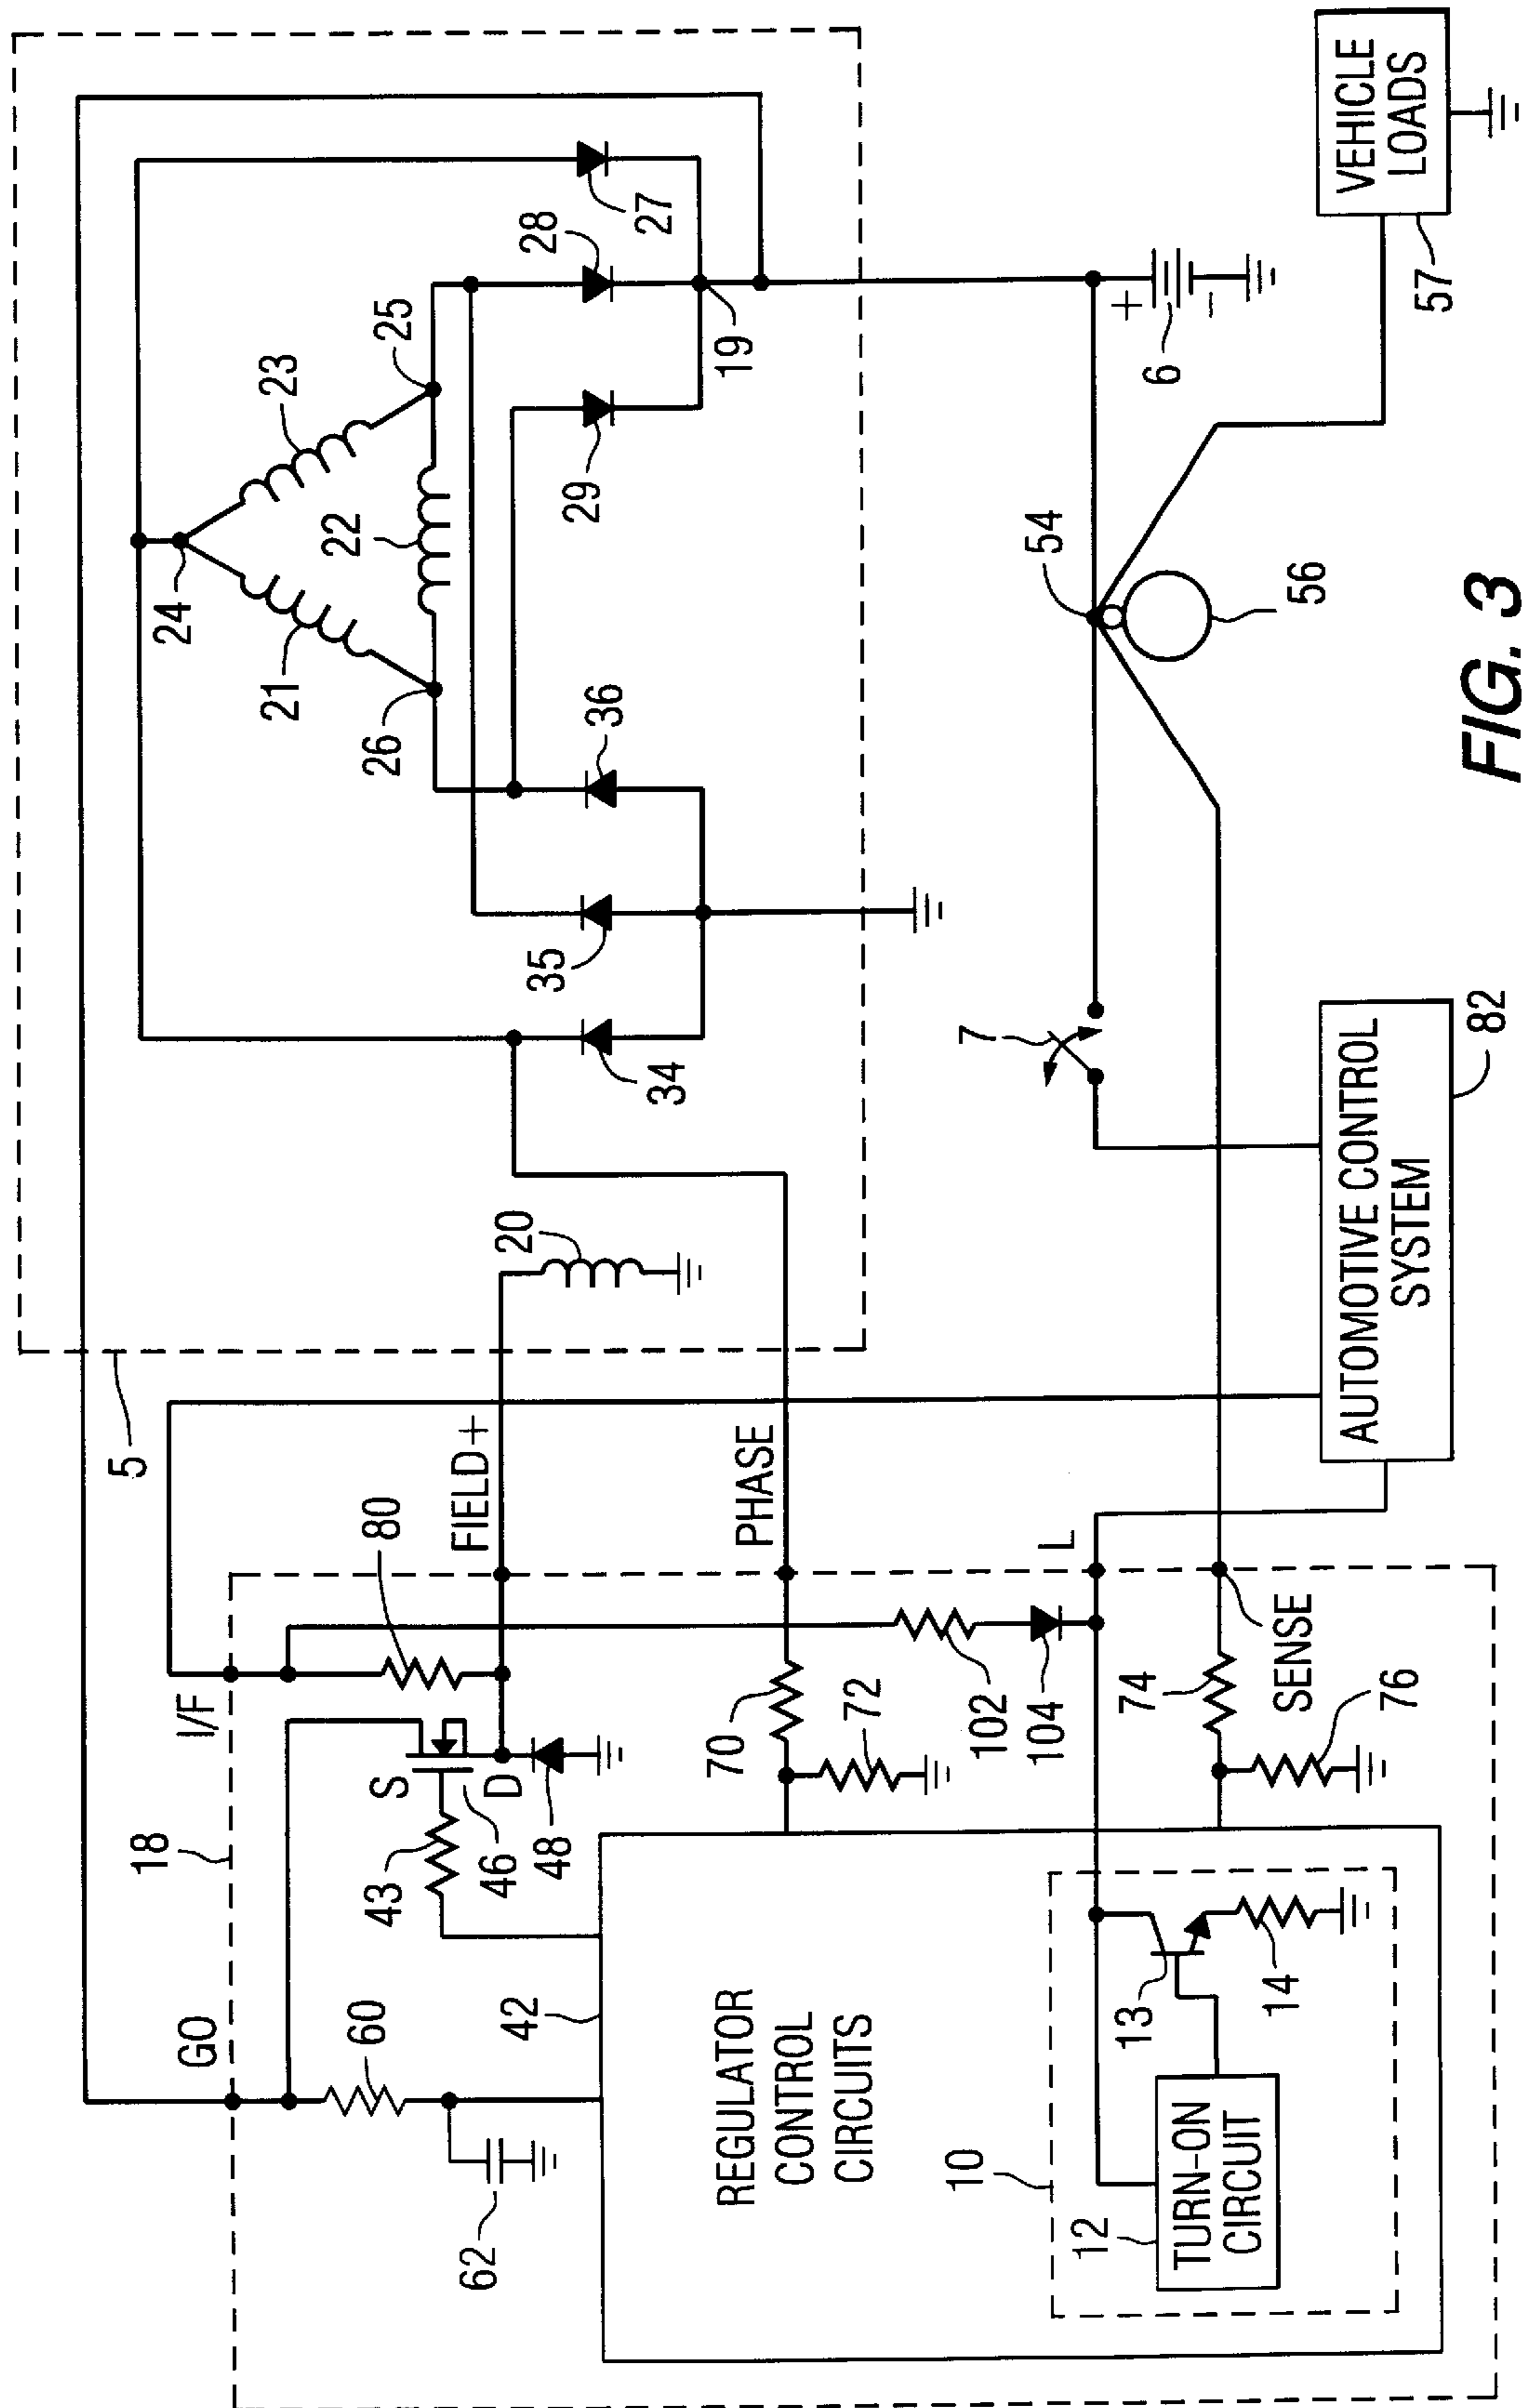 5
18
GO
I/F
60
62
42
43
S
D
46
48
80
FIELD+
20
PHASE
70
72
102
104
L
74
SENSE
76
REGULATOR
CONTROL
CIRCUITS
10
12
TURN-ON
CIRCUIT
13
14
24
21
23
22
26
25
34
35
36
29
28
27
19
7
54
56
+
-
6
AUTOMOTIVE CONTROL
SYSTEM
82
VEHICLE
LOADS
57
FIG. 3